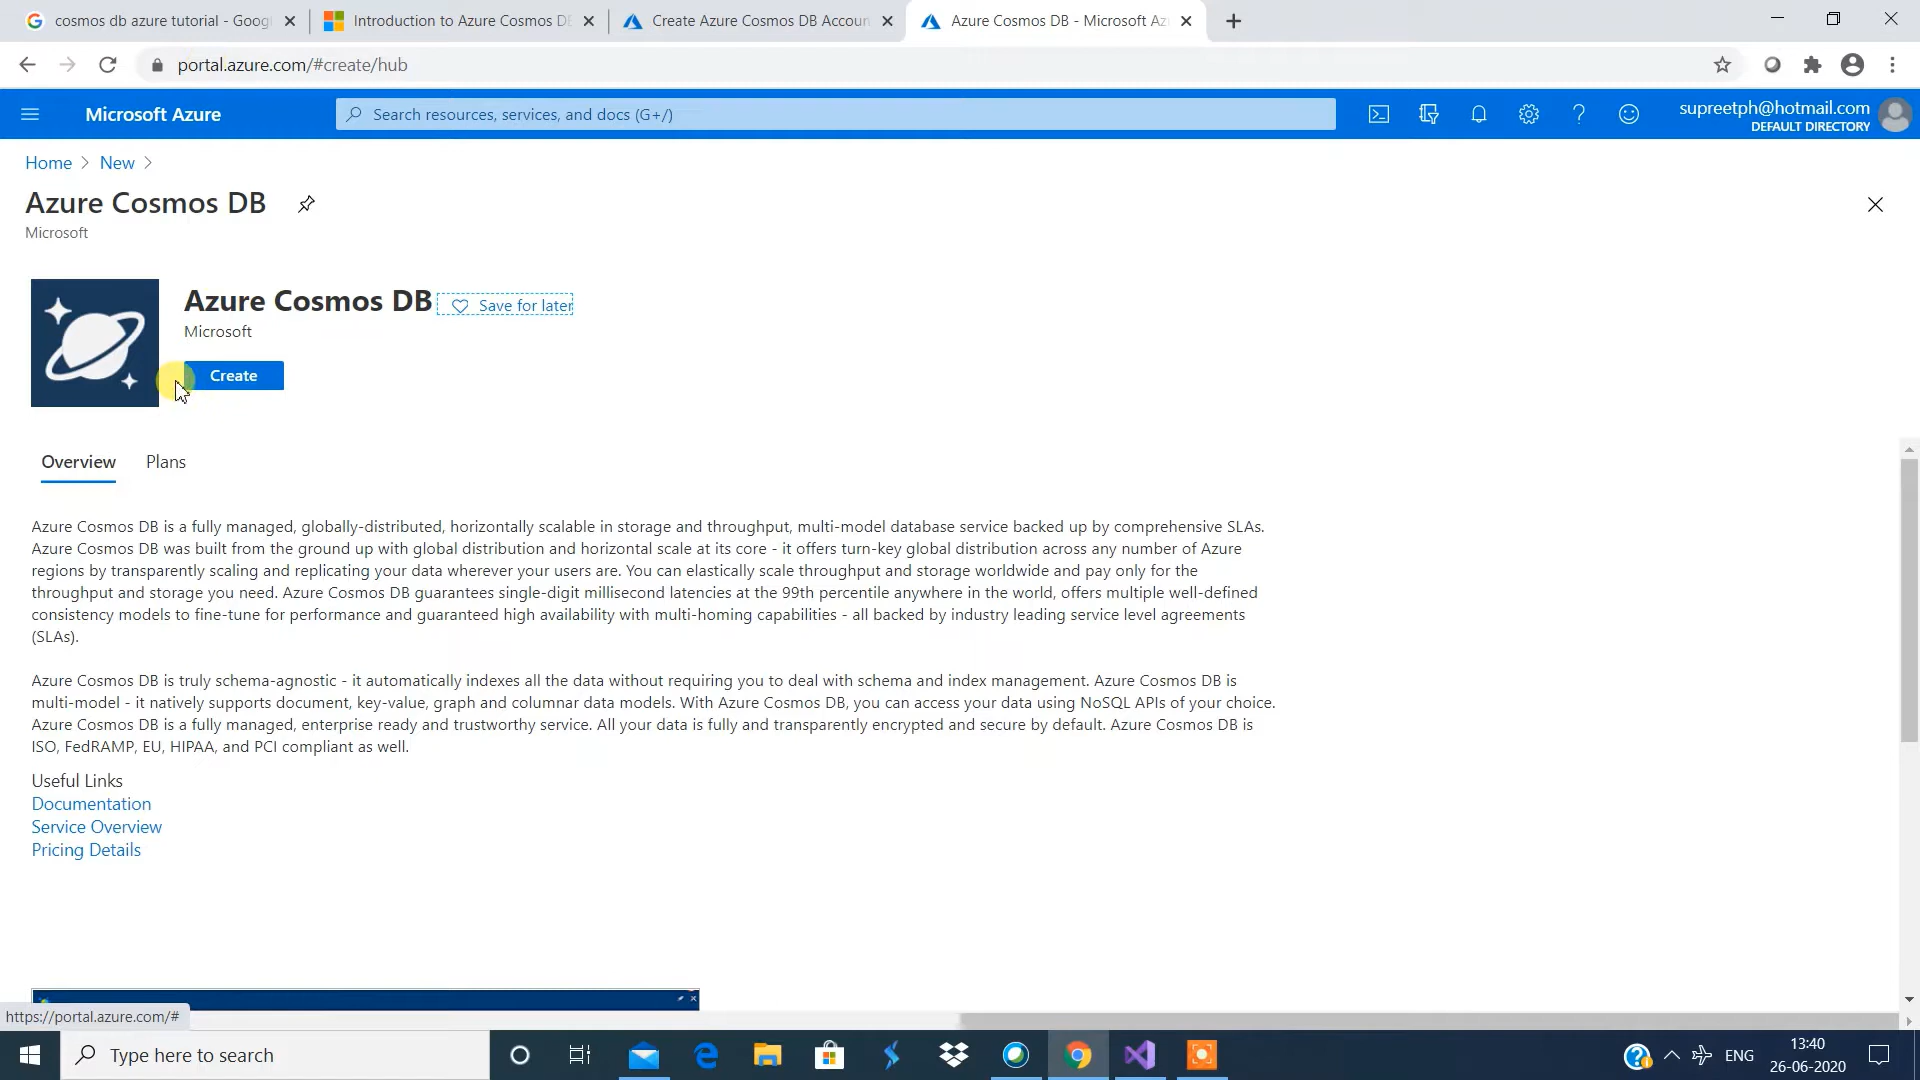 cosmos db azure tutorial - Goog
Introduction to Azure Cosmos D
Create Azure Cosmos DB Accoun
Azure Cosmos DB - Microsoft Az
portal.azure.com/#create/hub
Microsoft Azure
Search resources, services, and docs (G+/)
supreetph@hotmail.com
DEFAULT DIRECTORY
Home > New >
Azure Cosmos DB
Microsoft
Azure Cosmos DB
Save for later
Microsoft
Create
Overview
Plans
Azure Cosmos DB is a fully managed, globally-distributed, horizontally scalable in storage and throughput, multi-model database service backed up by comprehensive SLAs.
Azure Cosmos DB was built from the ground up with global distribution and horizontal scale at its core - it offers turn-key global distribution across any number of Azure
regions by transparently scaling and replicating your data wherever your users are. You can elastically scale throughput and storage worldwide and pay only for the
throughput and storage you need. Azure Cosmos DB guarantees single-digit millisecond latencies at the 99th percentile anywhere in the world, offers multiple well-defined
consistency models to fine-tune for performance and guaranteed high availability with multi-homing capabilities - all backed by industry leading service level agreements
(SLAs).
Azure Cosmos DB is truly schema-agnostic - it automatically indexes all the data without requiring you to deal with schema and index management. Azure Cosmos DB is
multi-model - it natively supports document, key-value, graph and columnar data models. With Azure Cosmos DB, you can access your data using NoSQL APIs of your choice.
Azure Cosmos DB is a fully managed, enterprise ready and trustworthy service. All your data is fully and transparently encrypted and secure by default. Azure Cosmos DB is
ISO, FedRAMP, EU, HIPAA, and PCI compliant as well.
Useful Links
Documentation
Service Overview
Pricing Details
https://portal.azure.com/#
Type here to search
ENG
13:40
26-06-2020